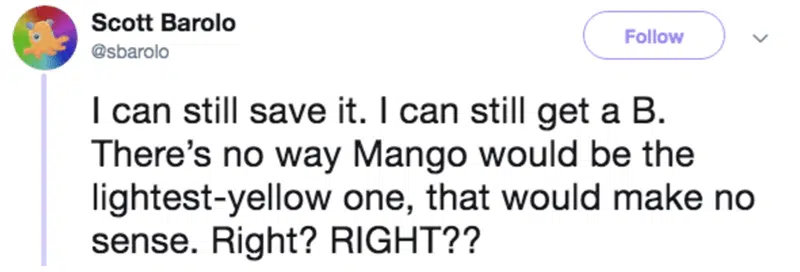 Scott Barolo
@sbarolo
Follow
I can still save it. I can still get a B.
There’s no way Mango would be the
lightest-yellow one, that would make no
sense. Right? RIGHT??